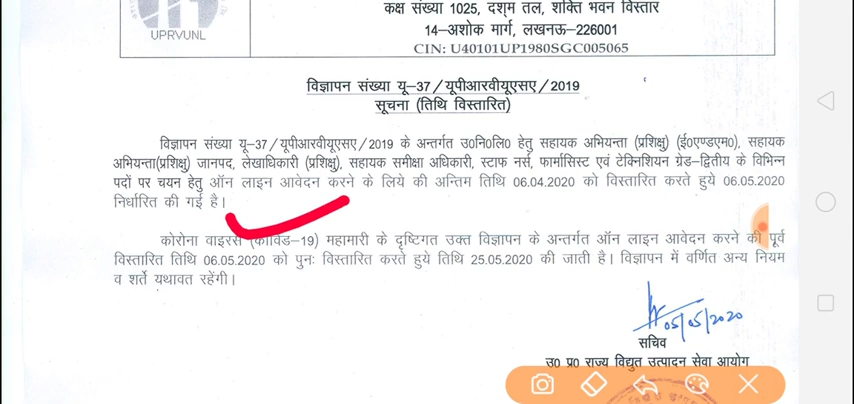 कक्ष संख्या 1025, दशम तल, शक्ति भवन विस्तार
14–अशोक मार्ग, लखनऊ–226001
UPRVUNL
CIN: U40101UP1980SGC005065
विज्ञापन संख्या यू–37/यूपीआरवीयूएसए/2019
सूचना (तिथि विस्तारित)
विज्ञापन संख्या यू–37/यूपीआरवीयूएसए/2019 के अन्तर्गत उ0नि0लि0 हेतु सहायक अभियन्ता (प्रशिक्षु) (ई0एण्डएम0), सहायक
अभियन्ता(प्रशिक्षु) जानपद, लेखाधिकारी (प्रशिक्षु), सहायक समीक्षा अधिकारी, स्टाफ नर्स, फार्मासिस्ट एवं टेक्निशियन ग्रेड–द्वितीय के विभिन्न
पदों पर चयन हेतु ऑन लाइन आवेदन करने के लिये की अन्तिम तिथि 06.04.2020 को विस्तारित करते हुये 06.05.2020
निर्धारित की गई है।
कोरोना वाइरस (कोविड–19) महामारी के दृष्टिगत उक्त विज्ञापन के अन्तर्गत ऑन लाइन आवेदन करने की पूर्व
विस्तारित तिथि 06.05.2020 को पुनः विस्तारित करते हुये तिथि 25.05.2020 की जाती है। विज्ञापन में वर्णित अन्य नियम
व शर्ते यथावत रहेंगी।
05/05/2020
सचिव
उ0 प्र0 राज्य विद्युत उत्पादन सेवा आयोग